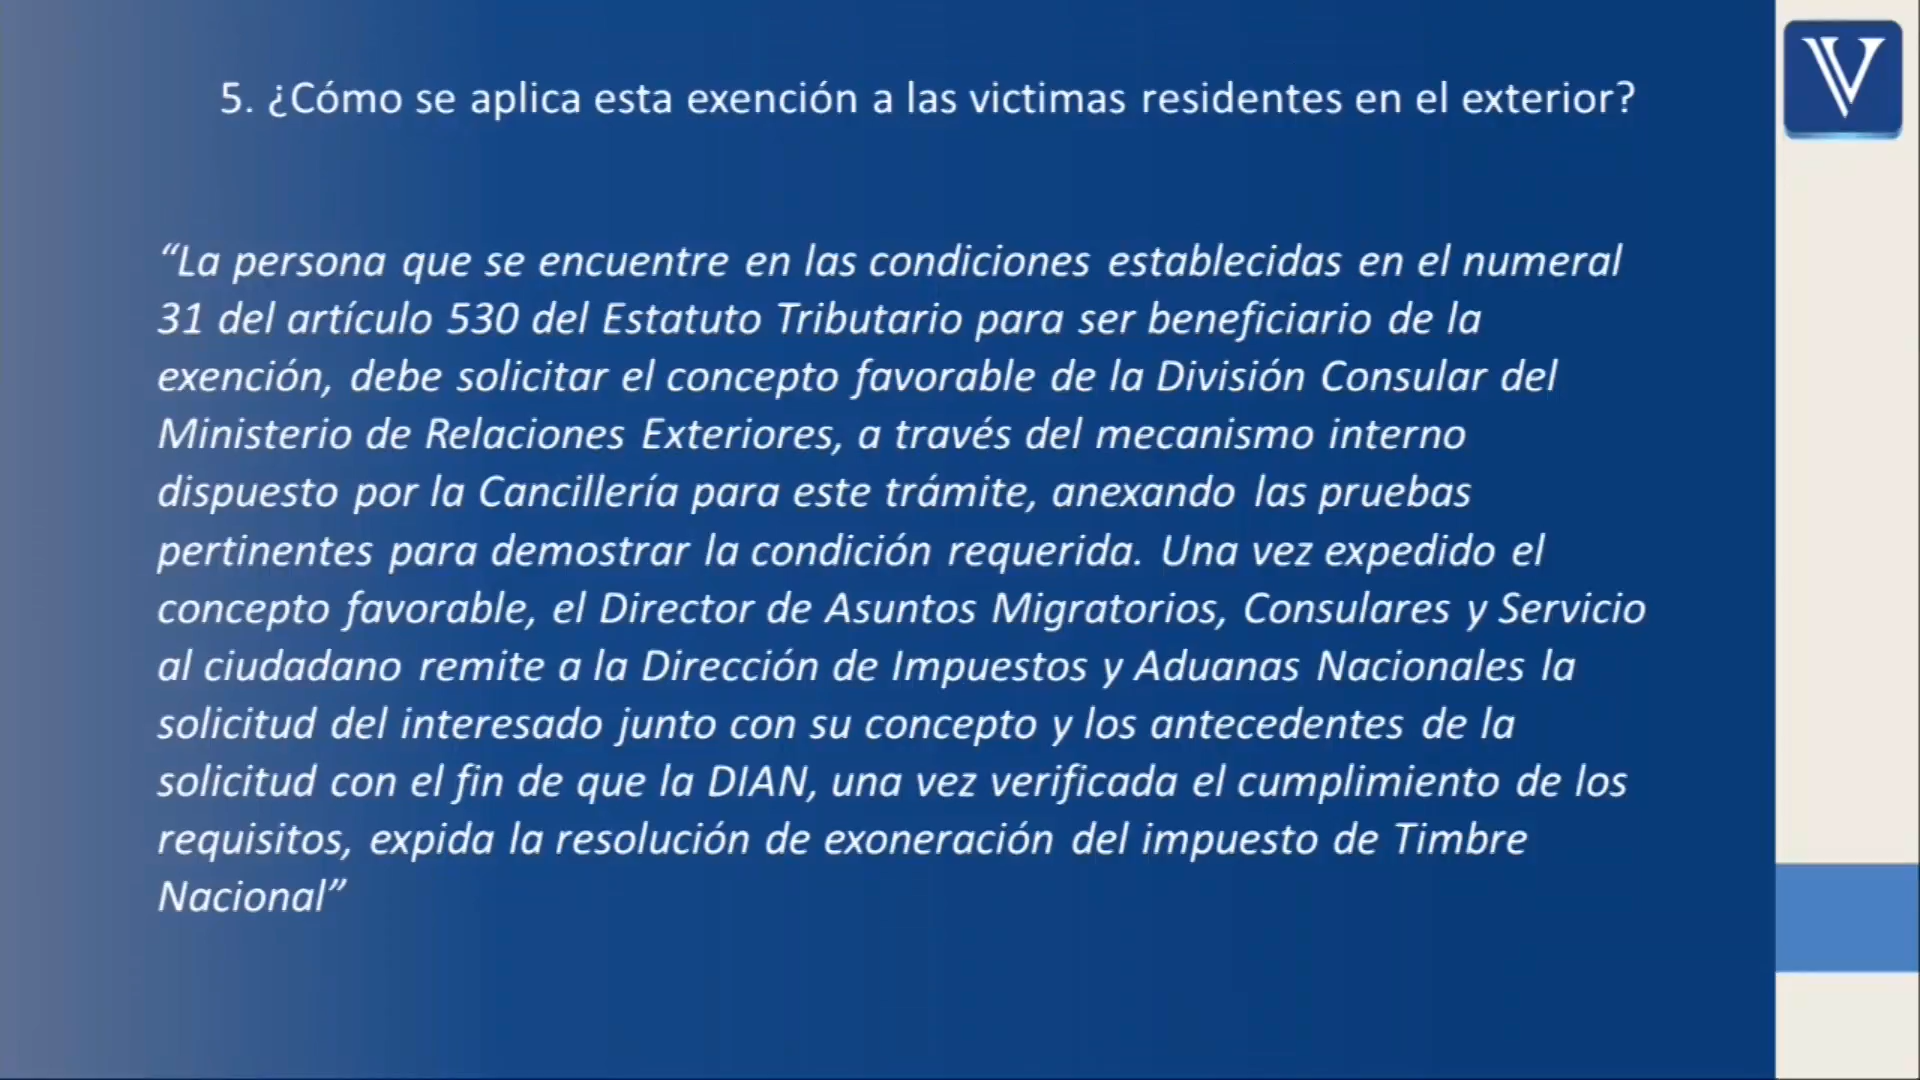 5. ¿Cómo se aplica esta exención a las victimas residentes en el exterior?
“La persona que se encuentre en las condiciones establecidas en el numeral
31 del artículo 530 del Estatuto Tributario para ser beneficiario de la
exención, debe solicitar el concepto favorable de la División Consular del
Ministerio de Relaciones Exteriores, a través del mecanismo interno
dispuesto por la Cancillería para este trámite, anexando las pruebas
pertinentes para demostrar la condición requerida. Una vez expedido el
concepto favorable, el Director de Asuntos Migratorios, Consulares y Servicio
al ciudadano remite a la Dirección de Impuestos y Aduanas Nacionales la
solicitud del interesado junto con su concepto y los antecedentes de la
solicitud con el fin de que la DIAN, una vez verificada el cumplimiento de los
requisitos, expida la resolución de exoneración del impuesto de Timbre
Nacional”
V